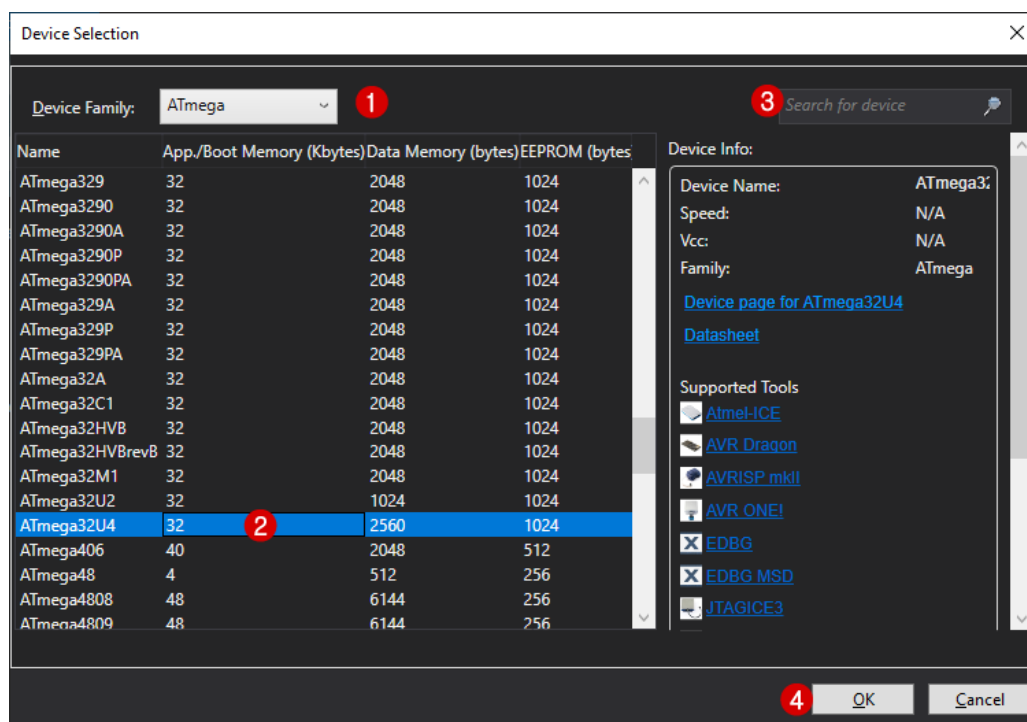 Device Selection
Device Family: ATmega 1 3 Search for device
Name App./Boot Memory (Kbytes) Data Memory (bytes) EEPROM (bytes
ATmega329 32 2048 1024
ATmega3290 32 2048 1024
ATmega3290A 32 2048 1024
ATmega3290P 32 2048 1024
ATmega3290PA 32 2048 1024
ATmega329A 32 2048 1024
ATmega329P 32 2048 1024
ATmega329PA 32 2048 1024
ATmega32A 32 2048 1024
ATmega32C1 32 2048 1024
ATmega32HVB 32 2048 1024
ATmega32HVBrevB 32 2048 1024
ATmega32M1 32 2048 1024
ATmega32U2 32 1024 1024
ATmega32U4 32 2 2560 1024
ATmega406 40 2048 512
ATmega48 4 512 256
ATmega4808 48 6144 256
ATmega4809 48 6144 256
Device Info:
Device Name: ATmega32
Speed: N/A
Vcc: N/A
Family: ATmega
Device page for ATmega32U4
Datasheet
Supported Tools
Atmel-ICE
AVR Dragon
AVRISP mkII
AVR ONE!
EDBG
EDBG MSD
JTAGICE3
4 OK Cancel